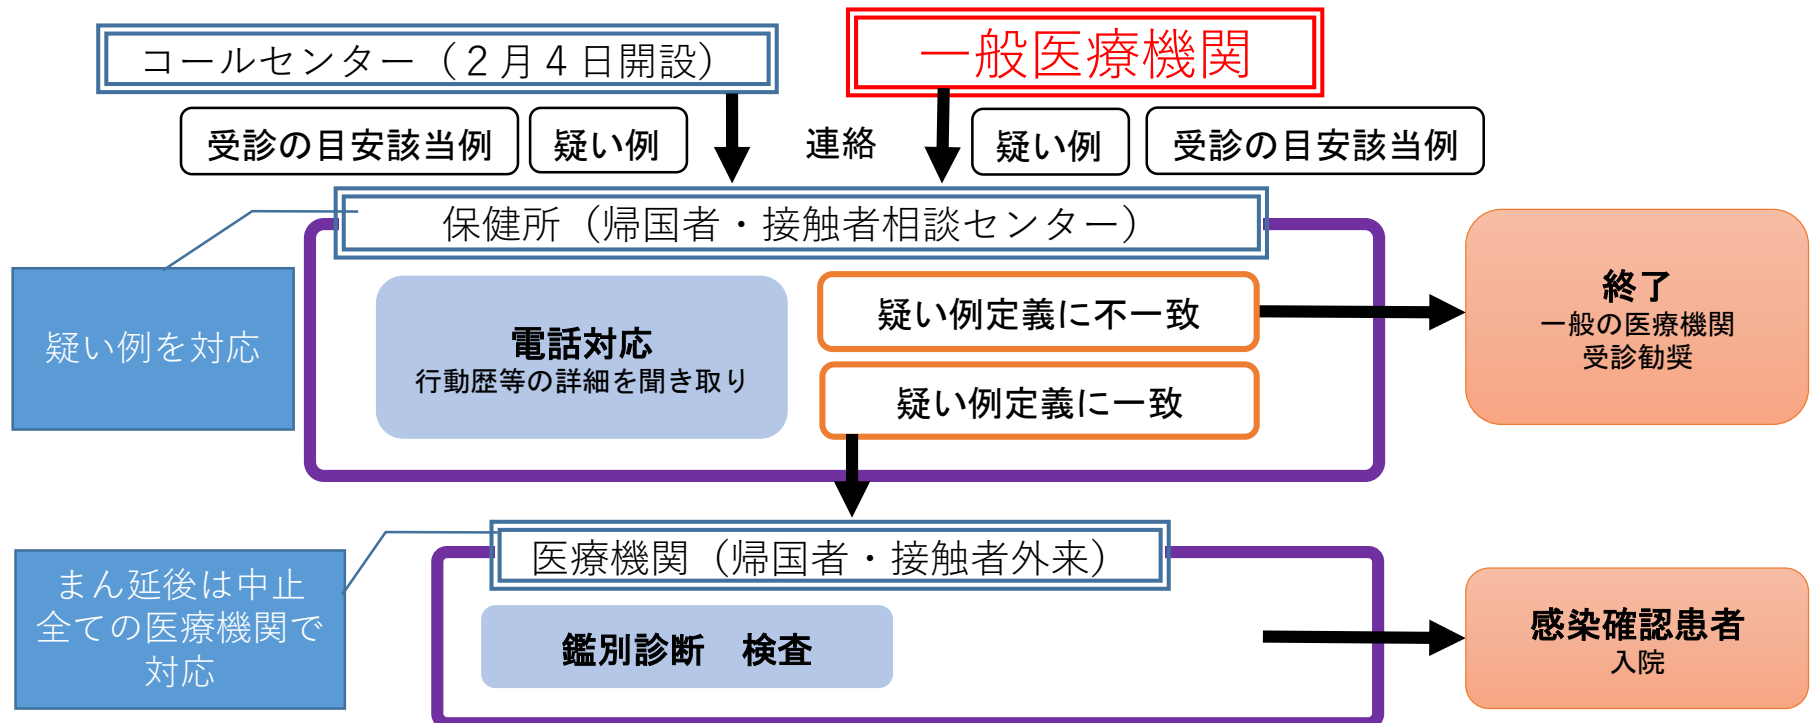 コールセンター（２月４日開設）
一般医療機関
受診の目安該当例
疑い例
連絡
疑い例
受診の目安該当例
保健所（帰国者・接触者相談センター）
疑い例を対応
電話対応
行動歴等の詳細を聞き取り
疑い例定義に不一致
疑い例定義に一致
終了
一般の医療機関
受診勧奨
医療機関（帰国者・接触者外来）
まん延後は中止
全ての医療機関で
対応
鑑別診断　検査
感染確認患者
入院